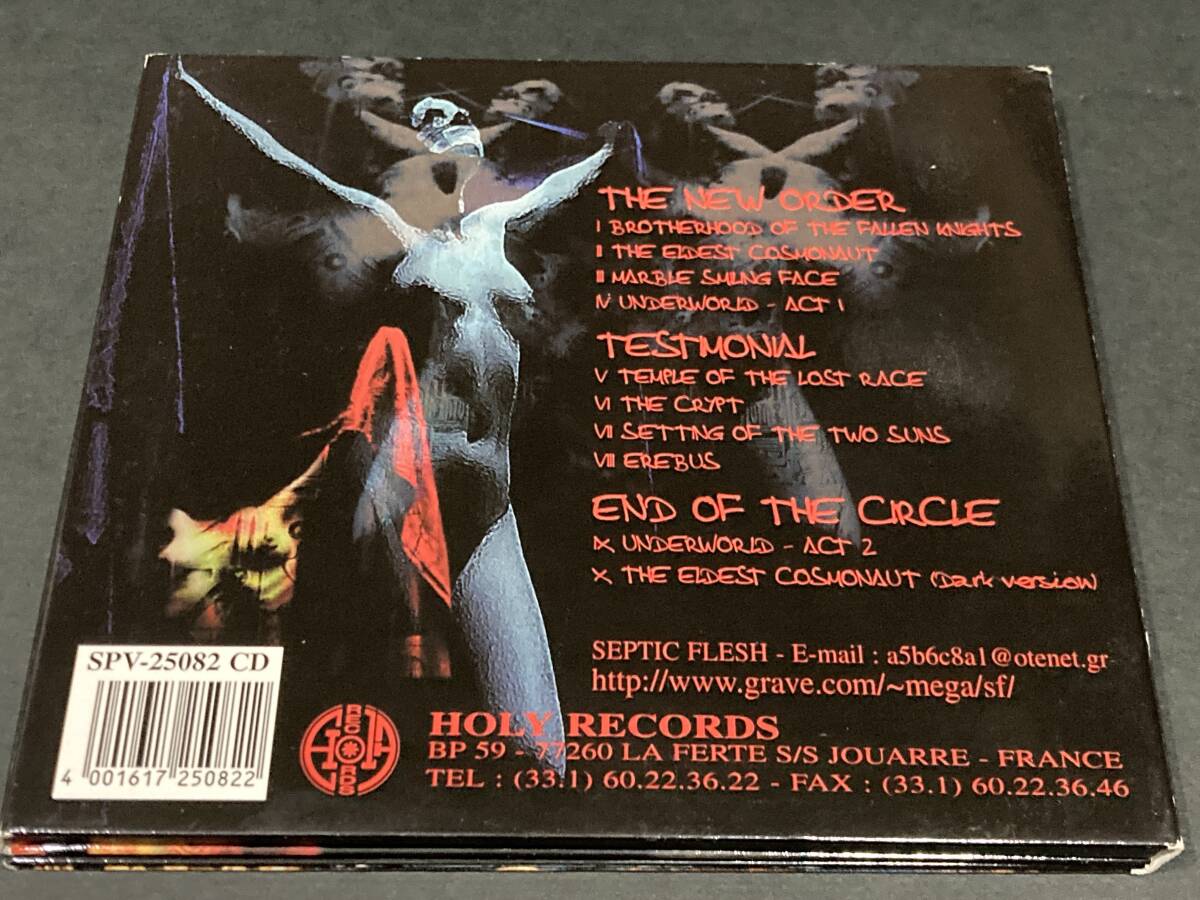 THE NEW ORDER
I BROTHERHOOD OF THE FALLEN KNIGHTS
II THE ELDEST COSMONAUT
III MARBLE SMILING FACE
IV UNDERWORLD - ACT 1
TESTIMONIAL
V TEMPLE OF THE LOST RACE
VI THE CRYPT
VII SETTING OF THE TWO SUNS
VIII EREBUS
END OF THE CIRCLE
IX UNDERWORLD - ACT 2
X THE ELDEST COSMONAUT (Dark version)
SEPTIC FLESH - E-mail : a5b6c8a1@otenet.gr
http://www.grave.com/~mega/sf/
SPV-25082 CD
4 001617 250822
HOLY RECORDS
HOLY RECORDS
BP 59 - 77260 LA FERTE S/S JOUARRE - FRANCE
TEL : (33.1) 60.22.36.22 - FAX : (33.1) 60.22.36.46